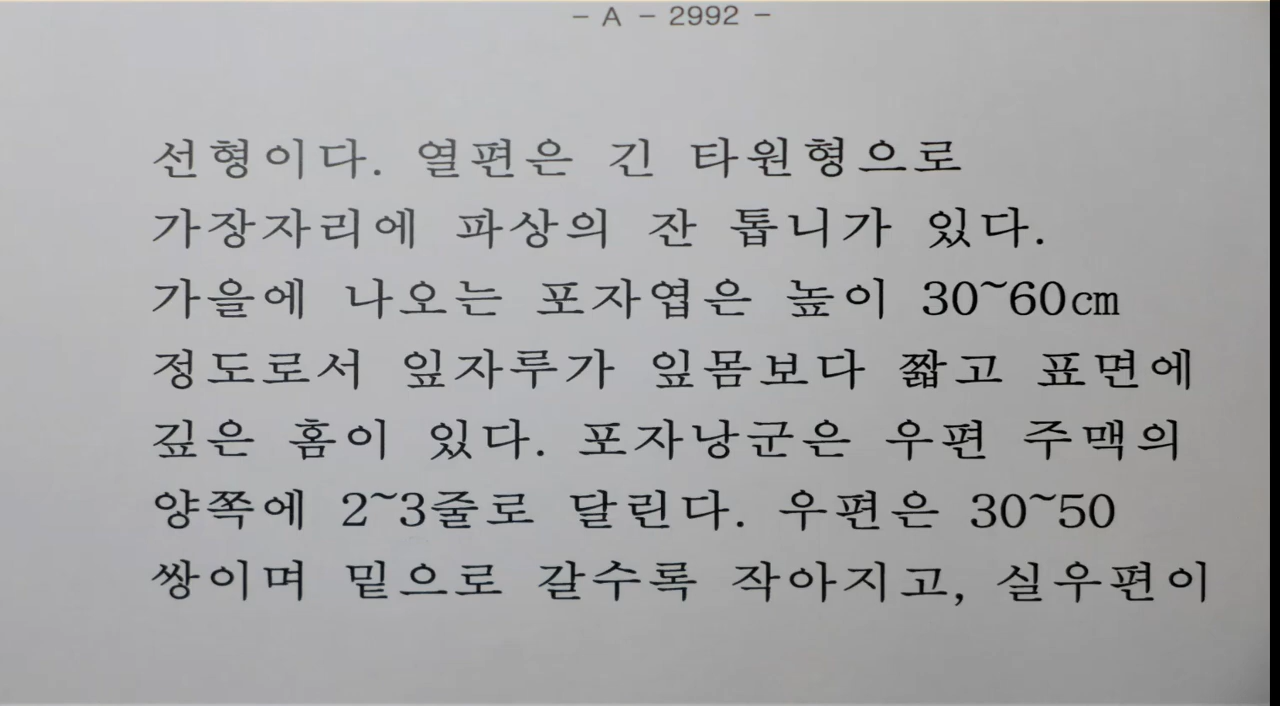 - A - 2992 -
선형이다. 열편은 긴 타원형으로
가장자리에 파상의 잔 톱니가 있다.
가을에 나오는 포자엽은 높이 30~60㎝
정도로서 잎자루가 잎몸보다 짧고 표면에
깊은 홈이 있다. 포자낭군은 우편 주맥의
양쪽에 2~3줄로 달린다. 우편은 30~50
쌍이며 밑으로 갈수록 작아지고, 실우편이